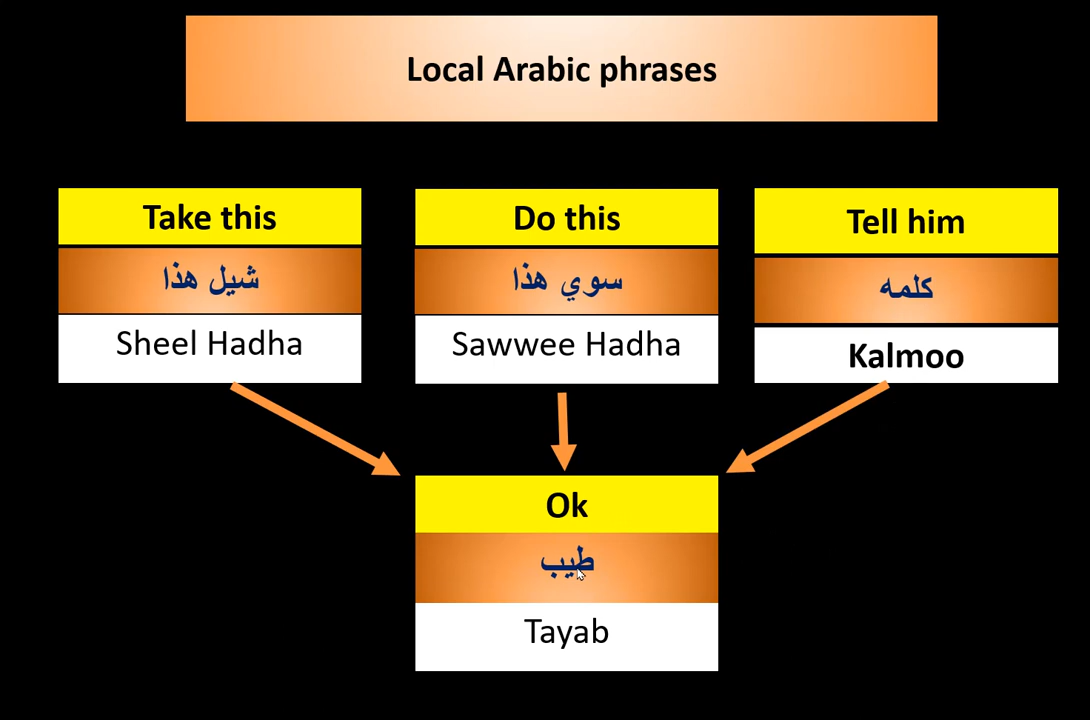 Local Arabic phrases
Take this
شيل هذا
Sheel Hadha
Do this
سوي هذا
Sawwee Hadha
Tell him
كلمه
Kalmoo
Ok
طيب
Tayab